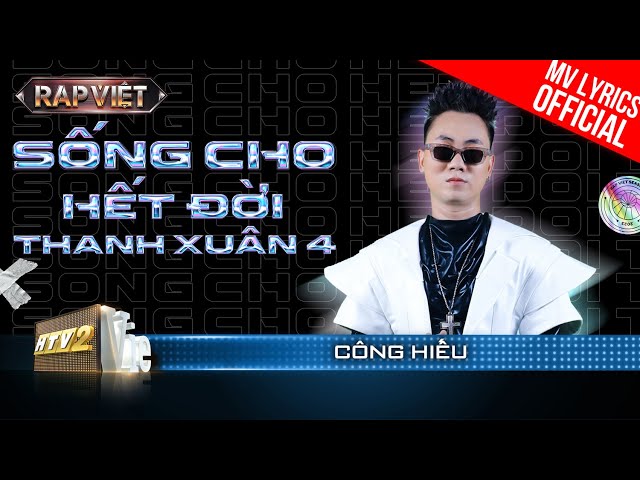 RAP VIỆT
SỐNG CHO
HẾT ĐỜI
THANH XUÂN 4
MV LYRICS
OFFICIAL
HTV2
Vie
CÔNG HIẾU